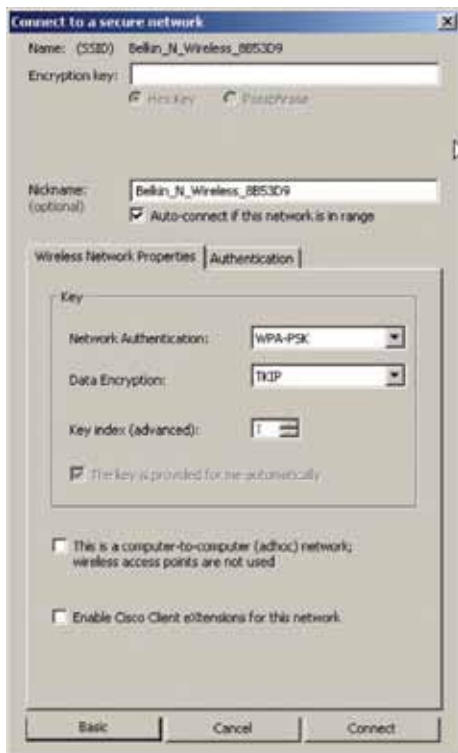 Connect to a secure network
Name: (SSID) Belkin_N_Wireless_8B53D9
Encryption key:
Hex Key Passphrase
Nickname: Belkin_N_Wireless_8B53D9
(optional)
Auto-connect if this network is in range
Wireless Network Properties Authentication
Key
Network Authentication: WPA-PSK
Data Encryption: TKIP
Key index (advanced): 1
The key is provided for me automatically
This is a computer-to-computer (adhoc) network;
wireless access points are not used
Enable Cisco Client eXtensions for this network
Basic Cancel Connect